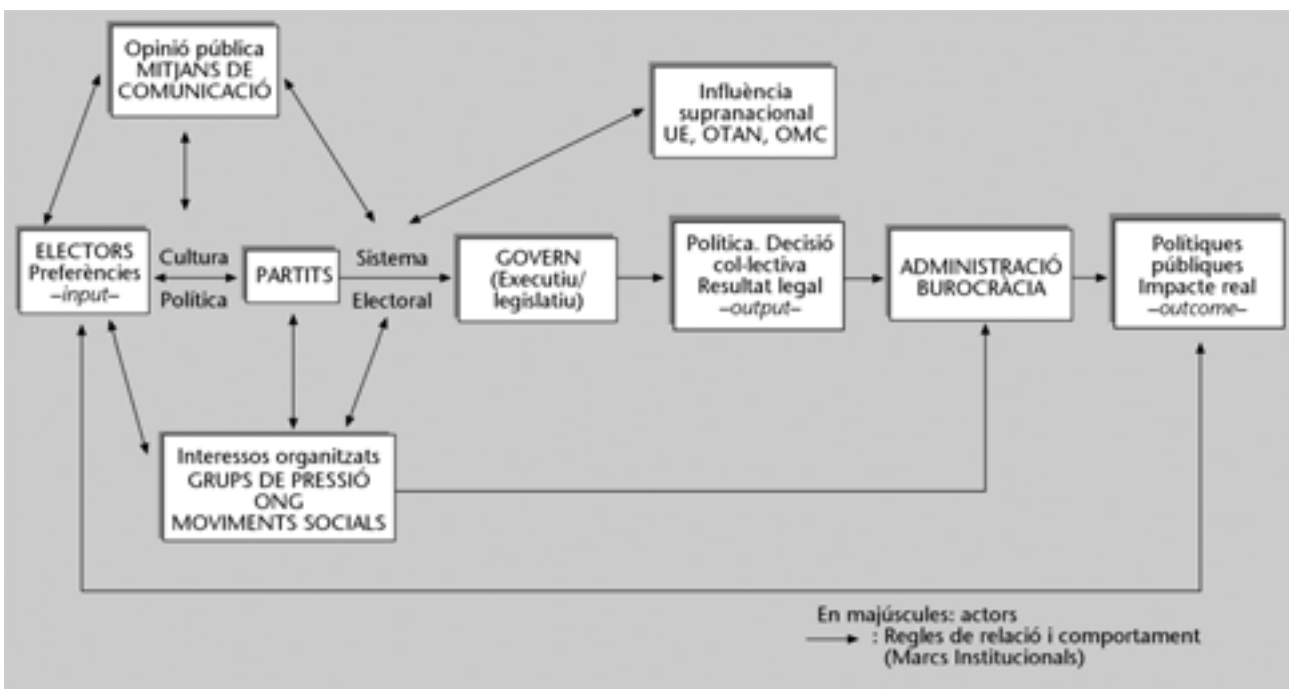 Opinió pública
MITJANS DE
COMUNICACIÓ
Influència
supranacional
UE, OTAN, OMC
ELECTORS
Preferències
–input–
Cultura
Política
PARTITS
Sistema
Electoral
GOVERN
(Executiu/
legislatiu)
Política. Decisió
col·lectiva
Resultat legal
–output–
ADMINISTRACIÓ
BUROCRÀCIA
Polítiques
públiques
Impacte real
–outcome–
Interessos organitzats
GRUPS DE PRESSIÓ
ONG
MOVIMENTS SOCIALS
En majúscules: actors
: Regles de relació i comportament
(Marcs Institucionals)